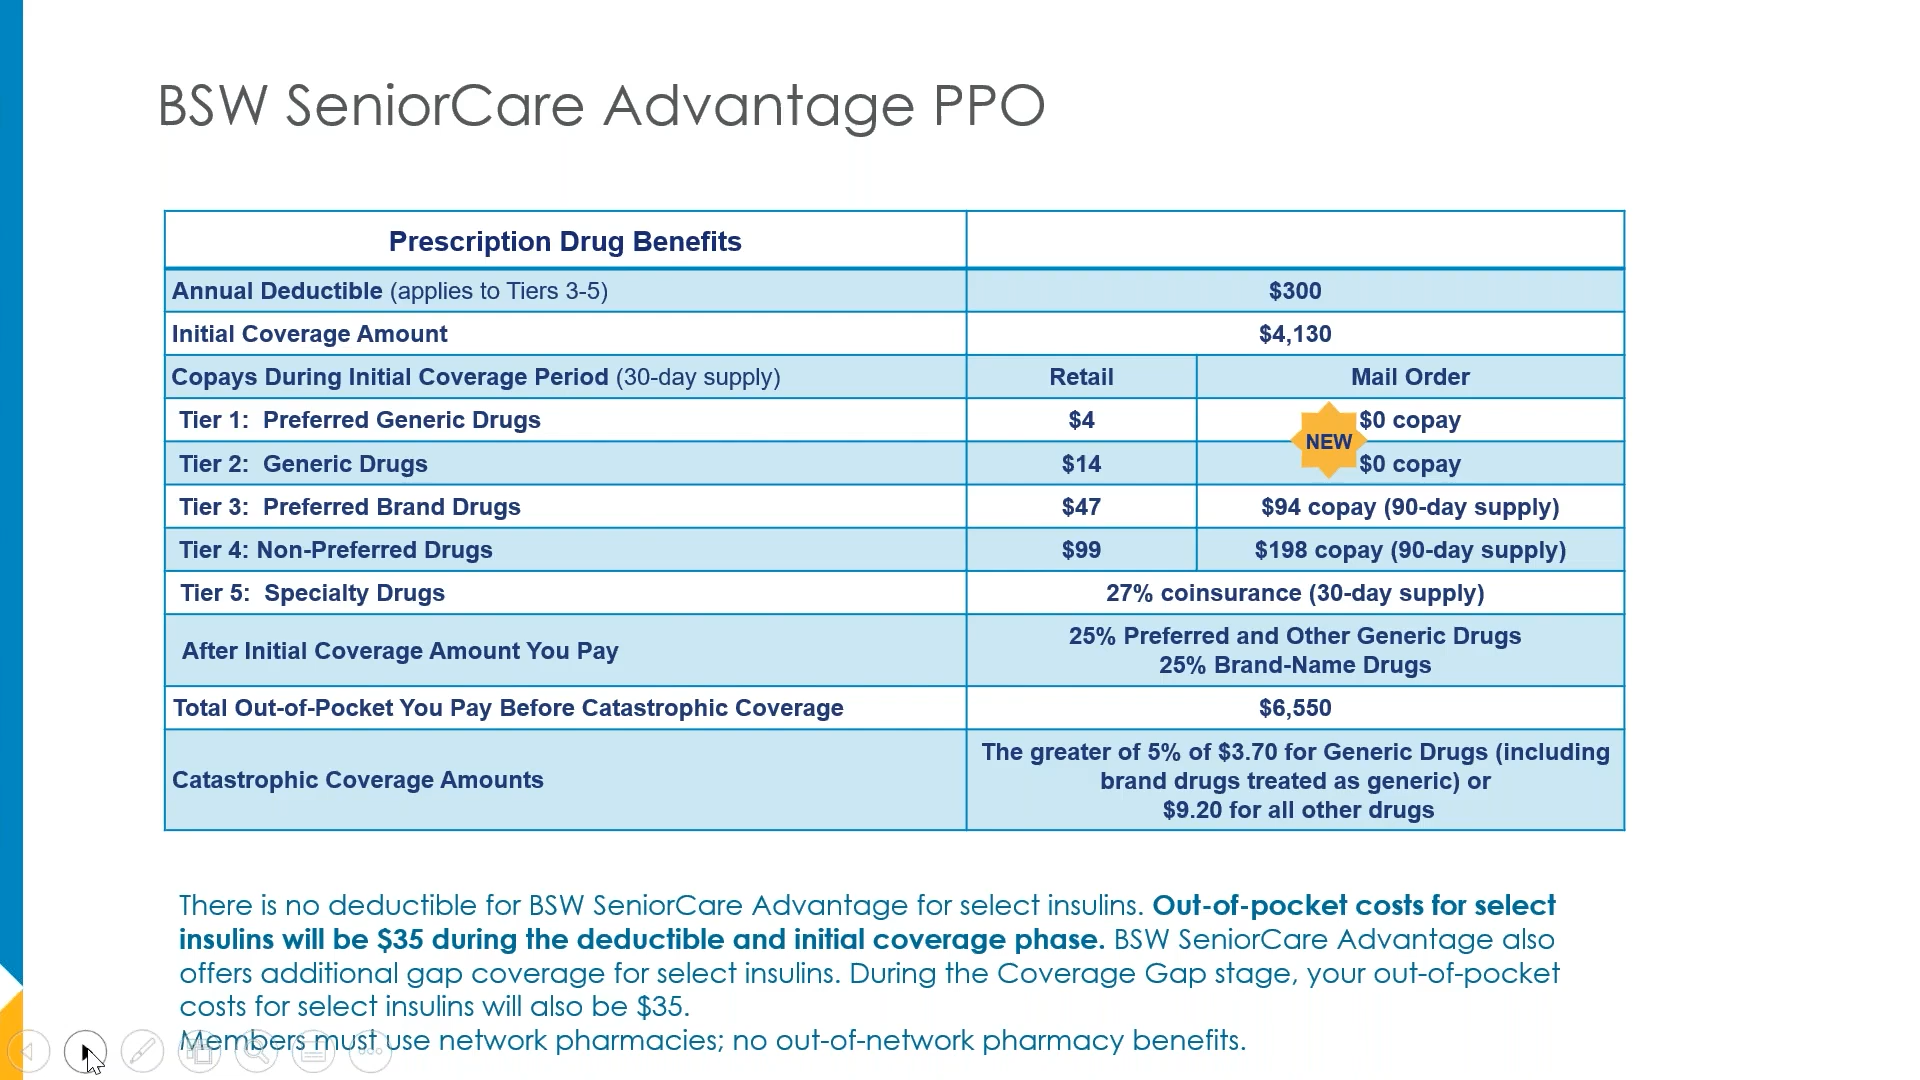 BSW SeniorCare Advantage PPO
Prescription Drug Benefits
Annual Deductible (applies to Tiers 3-5) $300
Initial Coverage Amount $4,130
Copays During Initial Coverage Period (30-day supply) Retail Mail Order
Tier 1: Preferred Generic Drugs $4 $0 copay
NEW
Tier 2: Generic Drugs $14 $0 copay
Tier 3: Preferred Brand Drugs $47 $94 copay (90-day supply)
Tier 4: Non-Preferred Drugs $99 $198 copay (90-day supply)
Tier 5: Specialty Drugs 27% coinsurance (30-day supply)
After Initial Coverage Amount You Pay
25% Preferred and Other Generic Drugs
25% Brand-Name Drugs
Total Out-of-Pocket You Pay Before Catastrophic Coverage $6,550
Catastrophic Coverage Amounts
The greater of 5% of $3.70 for Generic Drugs (including
brand drugs treated as generic) or
$9.20 for all other drugs
There is no deductible for BSW SeniorCare Advantage for select insulins. Out-of-pocket costs for select
insulins will be $35 during the deductible and initial coverage phase. BSW SeniorCare Advantage also
offers additional gap coverage for select insulins. During the Coverage Gap stage, your out-of-pocket
costs for select insulins will also be $35.
Members must use network pharmacies; no out-of-network pharmacy benefits.